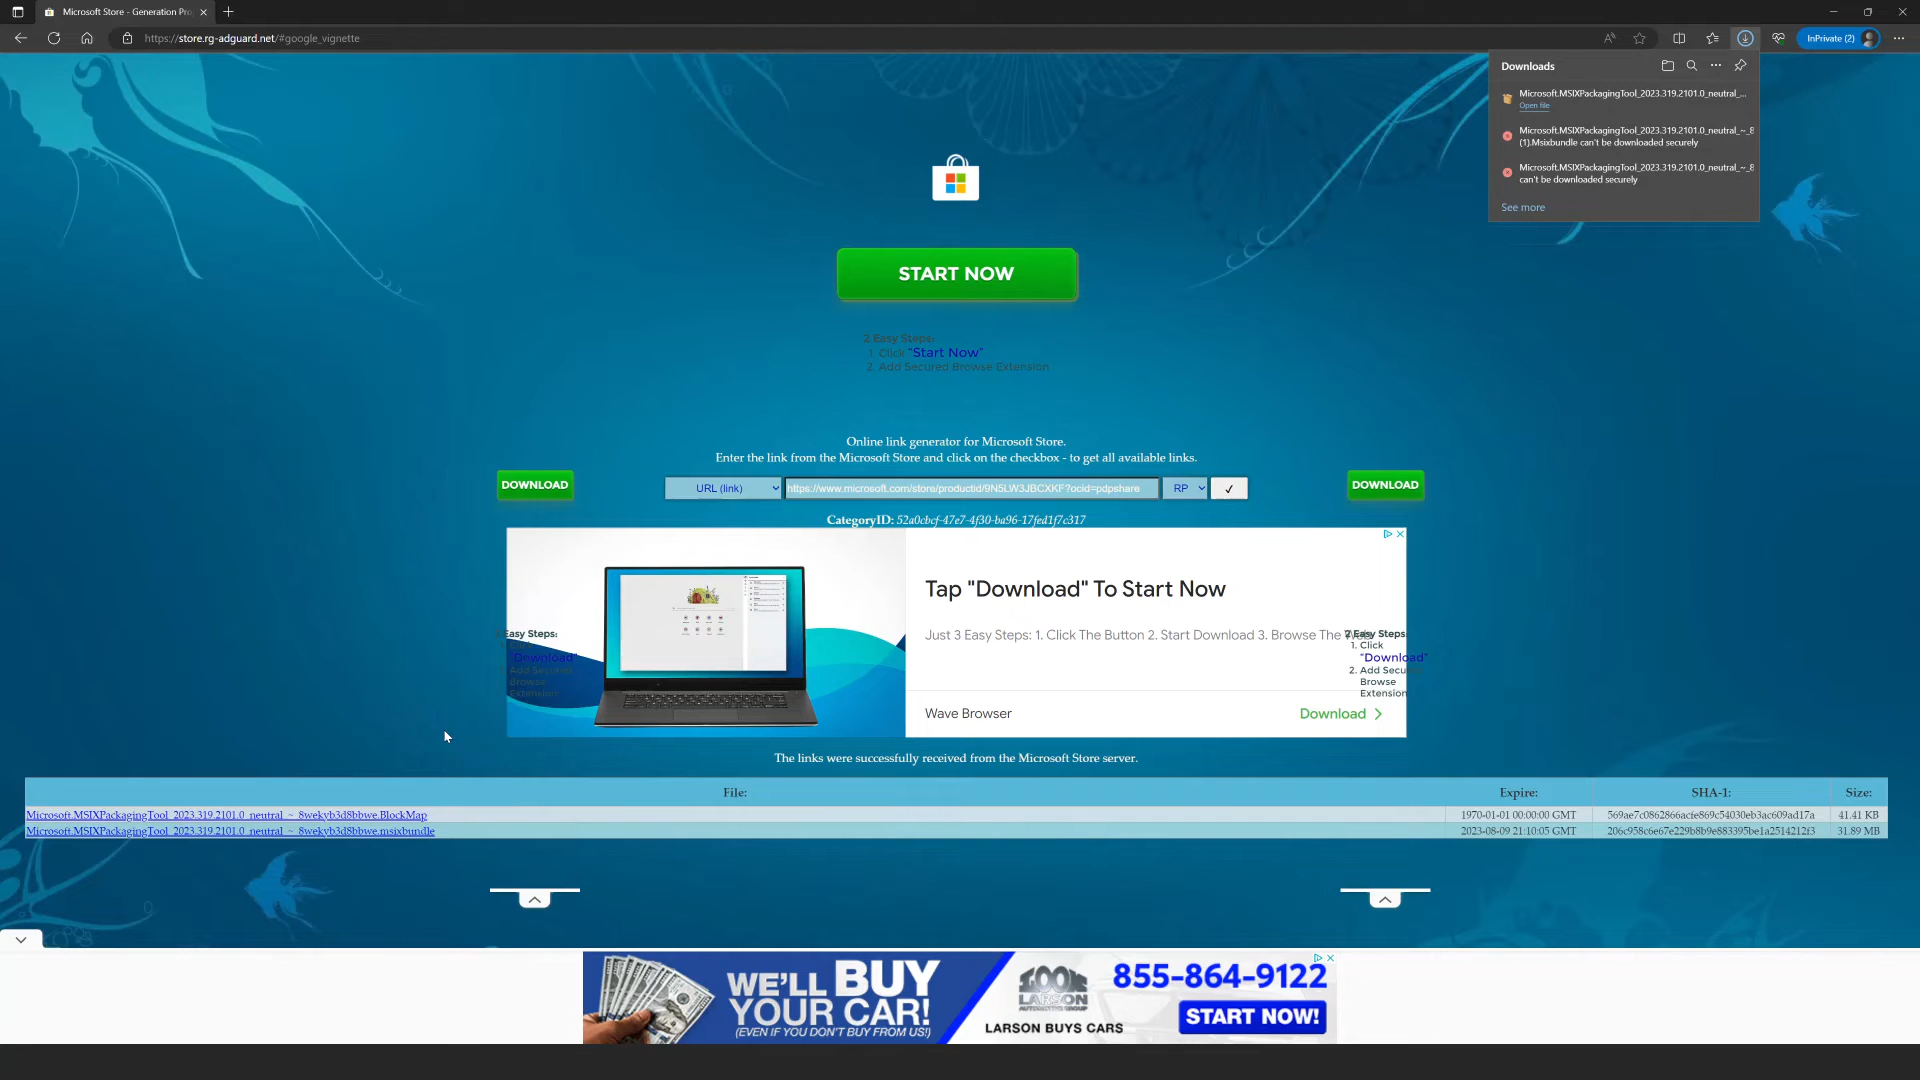 Microsoft Store - Generation Pro
https://store.rg-adguard.net/#google_vignette
InPrivate (2)
Downloads
Microsoft.MSIXPackagingTool_2023.319.2101.0_neutral_...
Open file
Microsoft.MSIXPackagingTool_2023.319.2101.0_neutral_~_8
(1).Msixbundle can't be downloaded securely
Microsoft.MSIXPackagingTool_2023.319.2101.0_neutral_~_8
can't be downloaded securely
See more
START NOW
2 Easy Steps:
1. Click "Start Now"
2. Add Secured Browse Extension
Online link generator for Microsoft Store.
Enter the link from the Microsoft Store and click on the checkbox - to get all available links.
DOWNLOAD
URL (link)
https://www.microsoft.com/store/productid/9N5LW3JBCXKF?ocid=pdpshare
RP
✓
DOWNLOAD
CategoryID: 52a0cbcf-47e7-4f30-ba96-17fed1f7c317
Tap "Download" To Start Now
Just 3 Easy Steps: 1. Click The Button 2. Start Download 3. Browse The Web
Easy Steps:
"Download"
Add Secured
Browse
Extension
2 Easy Steps:
1. Click
"Download"
2. Add Secured
Browse
Extension
Wave Browser
Download
The links were successfully received from the Microsoft Store server.
File: Expire: SHA-1: Size:
Microsoft.MSIXPackagingTool_2023.319.2101.0_neutral_~_8wekyb3d8bbwe.BlockMap 1970-01-01 00:00:00 GMT 569ae7c0862866acfe869c54030eb3ac609ad17a 41.41 KB
Microsoft.MSIXPackagingTool_2023.319.2101.0_neutral_~_8wekyb3d8bbwe.msixbundle 2023-08-09 21:10:05 GMT 206c958c6e67e229b8b9e883395be1a2514212f3 31.89 MB
WE'LL BUY
YOUR CAR!
(EVEN IF YOU DON'T BUY FROM US!)
LARSON
AUTOMOTIVE GROUP
LARSON BUYS CARS
855-864-9122
START NOW!